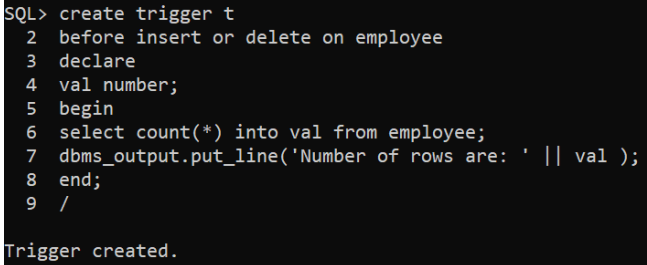 SQL> create trigger t
2 before insert or delete on employee
3 declare
4 val number;
5 begin
6 select count(*) into val from employee;
7 dbms_output.put_line('Number of rows are: ' || val );
8 end;
9 /
Trigger created.